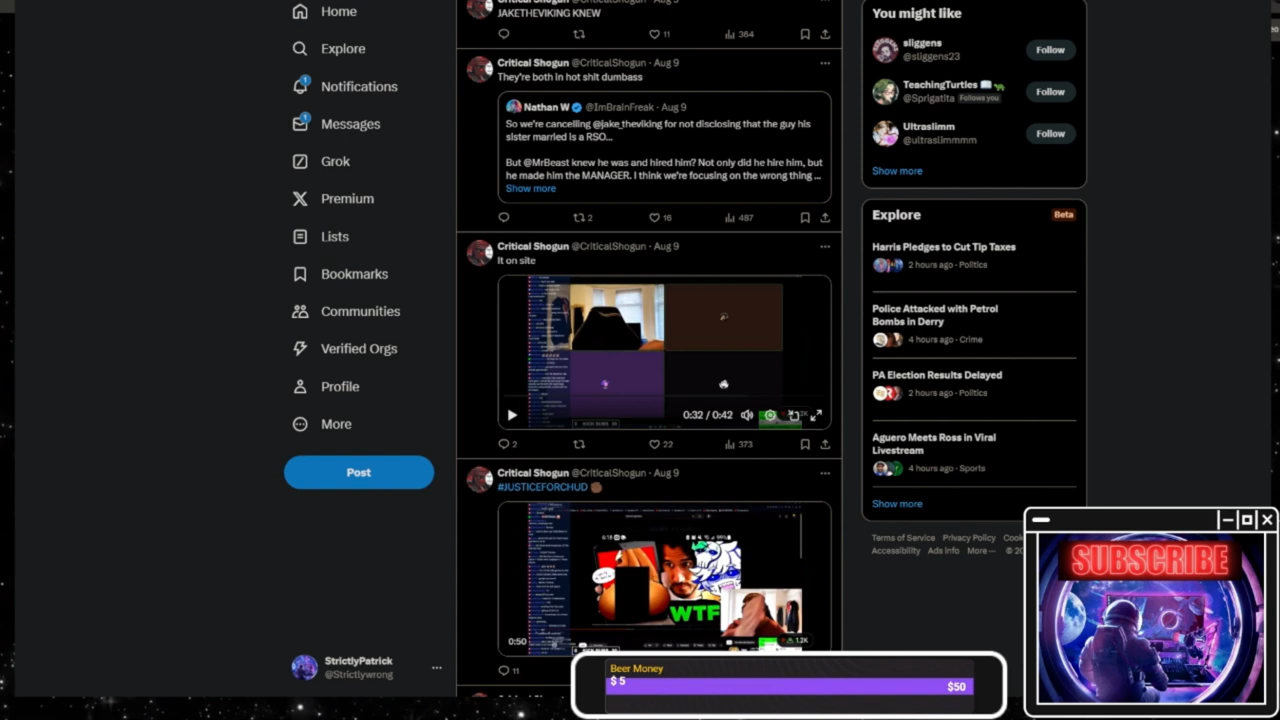 Home
Explore
Notifications
Messages
Grok
Premium
Lists
Bookmarks
Communities
Verified Orgs
Profile
More
Post
StrictlyPatrick
@Strictlywrong
Critical Shogun @CriticalShogun · Aug 9
JAKETHEVIKING KNEW
11
364
Critical Shogun @CriticalShogun · Aug 9
They're both in hot sh!t dumbass
Nathan W @ImBrainFreak · Aug 9
So we're cancelling @jake_theviking for not disclosing that the guy his
sister married is a RSO...
But @MrBeast knew he was and hired him? Not only did he hire him, but
he made him the MANAGER. I think we're focusing on the wrong thing ...
Show more
2
16
487
Critical Shogun @CriticalShogun · Aug 9
It on site
0:32 / 0:42
2
22
373
Critical Shogun @CriticalShogun · Aug 9
#JUSTICEFORCHUD
WTF
0:50
1.2K
11
Beer Money
$ 5
$50
You might like
sliggens
@sliggens23
Follow
TeachingTurtles
@Sprigatita Follows you
Follow
Ultraslimm
@ultraslimmmm
Follow
Show more
Explore
Beta
Harris Pledges to Cut Tip Taxes
2 hours ago · Politics
Police Attacked with Petrol
Bombs in Derry
4 hours ago · Crime
PA Election Results Delayed
2 hours ago · Politics
Aguero Meets Ross in Viral
Livestream
4 hours ago · Sports
Show more
Terms of Service Privacy Policy Cook
Accessibility Ads info More... © 20
SUBSCRIBE